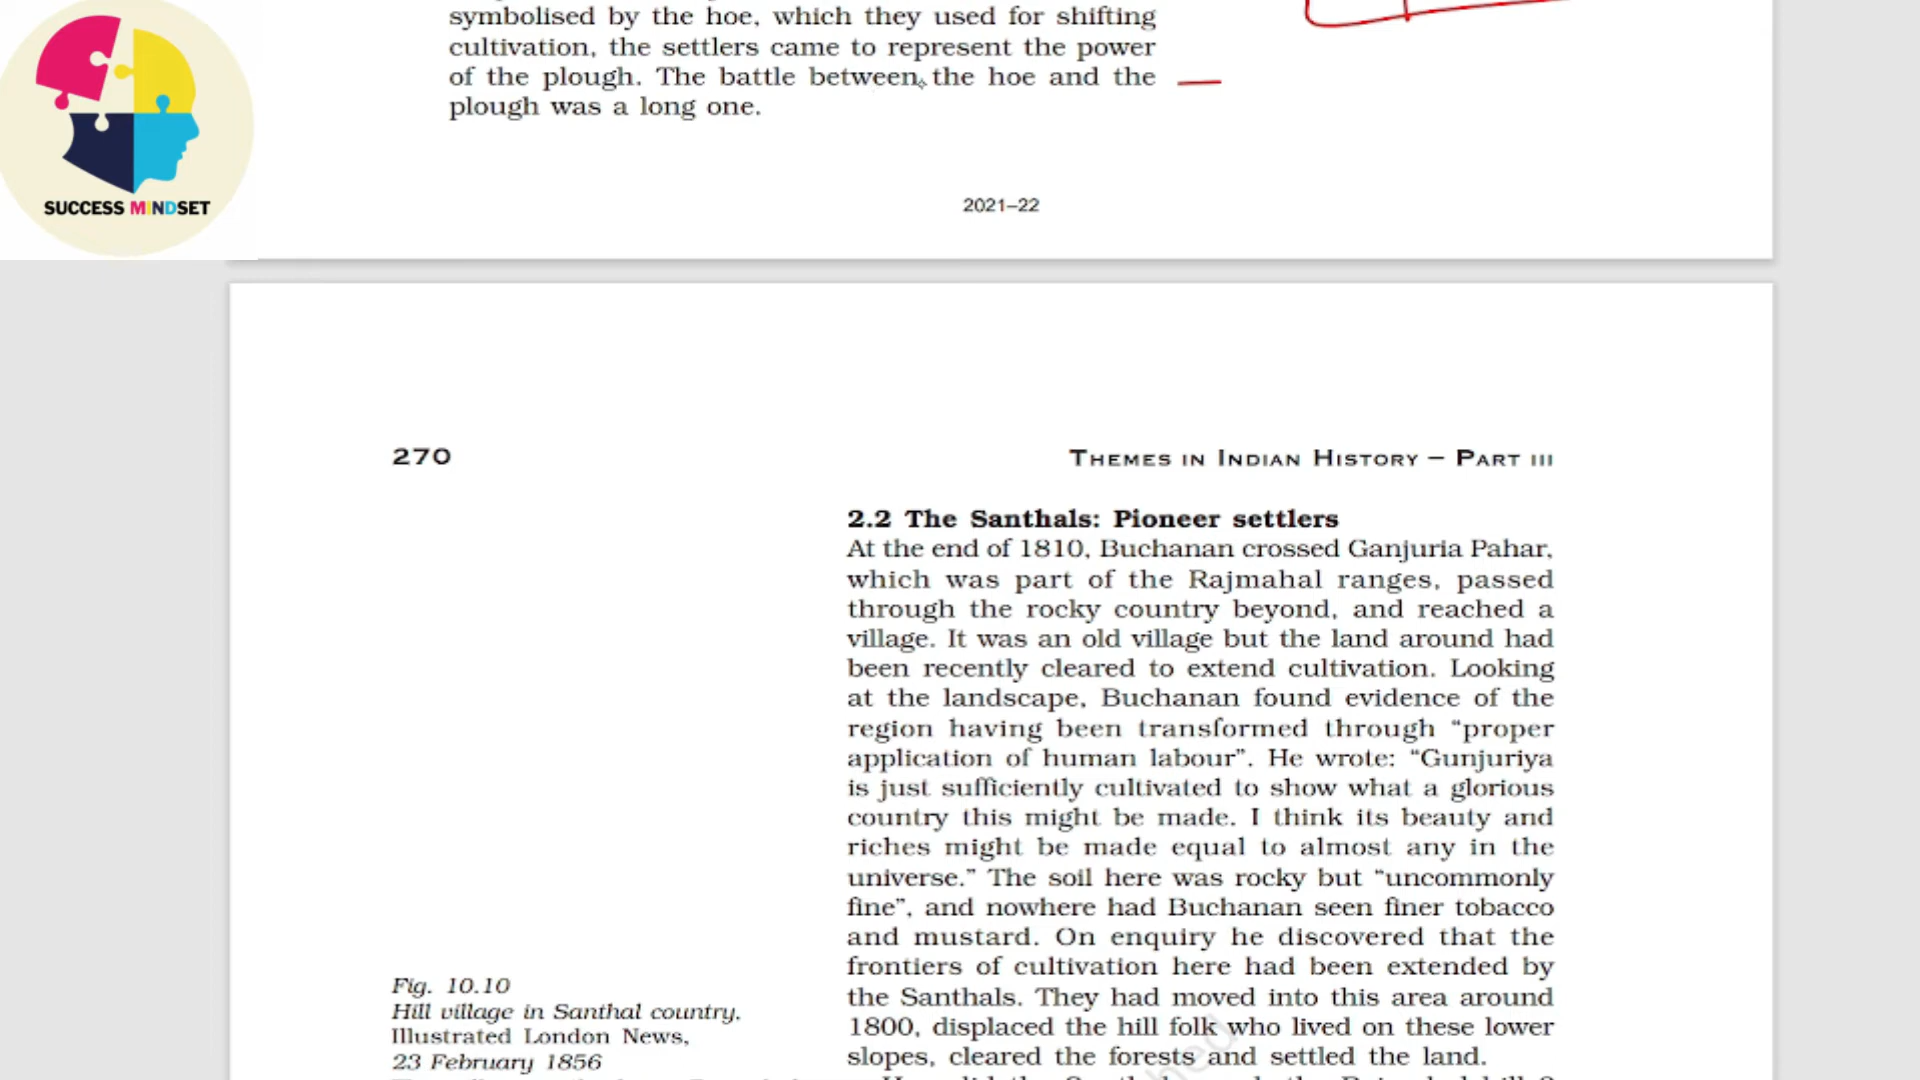 symbolised by the hoe, which they used for shifting
cultivation, the settlers came to represent the power
of the plough. The battle between the hoe and the
plough was a long one.
SUCCESS MINDSET
2021–22
270
THEMES IN INDIAN HISTORY – PART III
2.2 The Santhals: Pioneer settlers
At the end of 1810, Buchanan crossed Ganjuria Pahar,
which was part of the Rajmahal ranges, passed
through the rocky country beyond, and reached a
village. It was an old village but the land around had
been recently cleared to extend cultivation. Looking
at the landscape, Buchanan found evidence of the
region having been transformed through “proper
application of human labour”. He wrote: “Gunjuriya
is just sufficiently cultivated to show what a glorious
country this might be made. I think its beauty and
riches might be made equal to almost any in the
universe.” The soil here was rocky but “uncommonly
fine”, and nowhere had Buchanan seen finer tobacco
and mustard. On enquiry he discovered that the
frontiers of cultivation here had been extended by
the Santhals. They had moved into this area around
1800, displaced the hill folk who lived on these lower
slopes, cleared the forests and settled the land.
Fig. 10.10
Hill village in Santhal country,
Illustrated London News,
23 February 1856